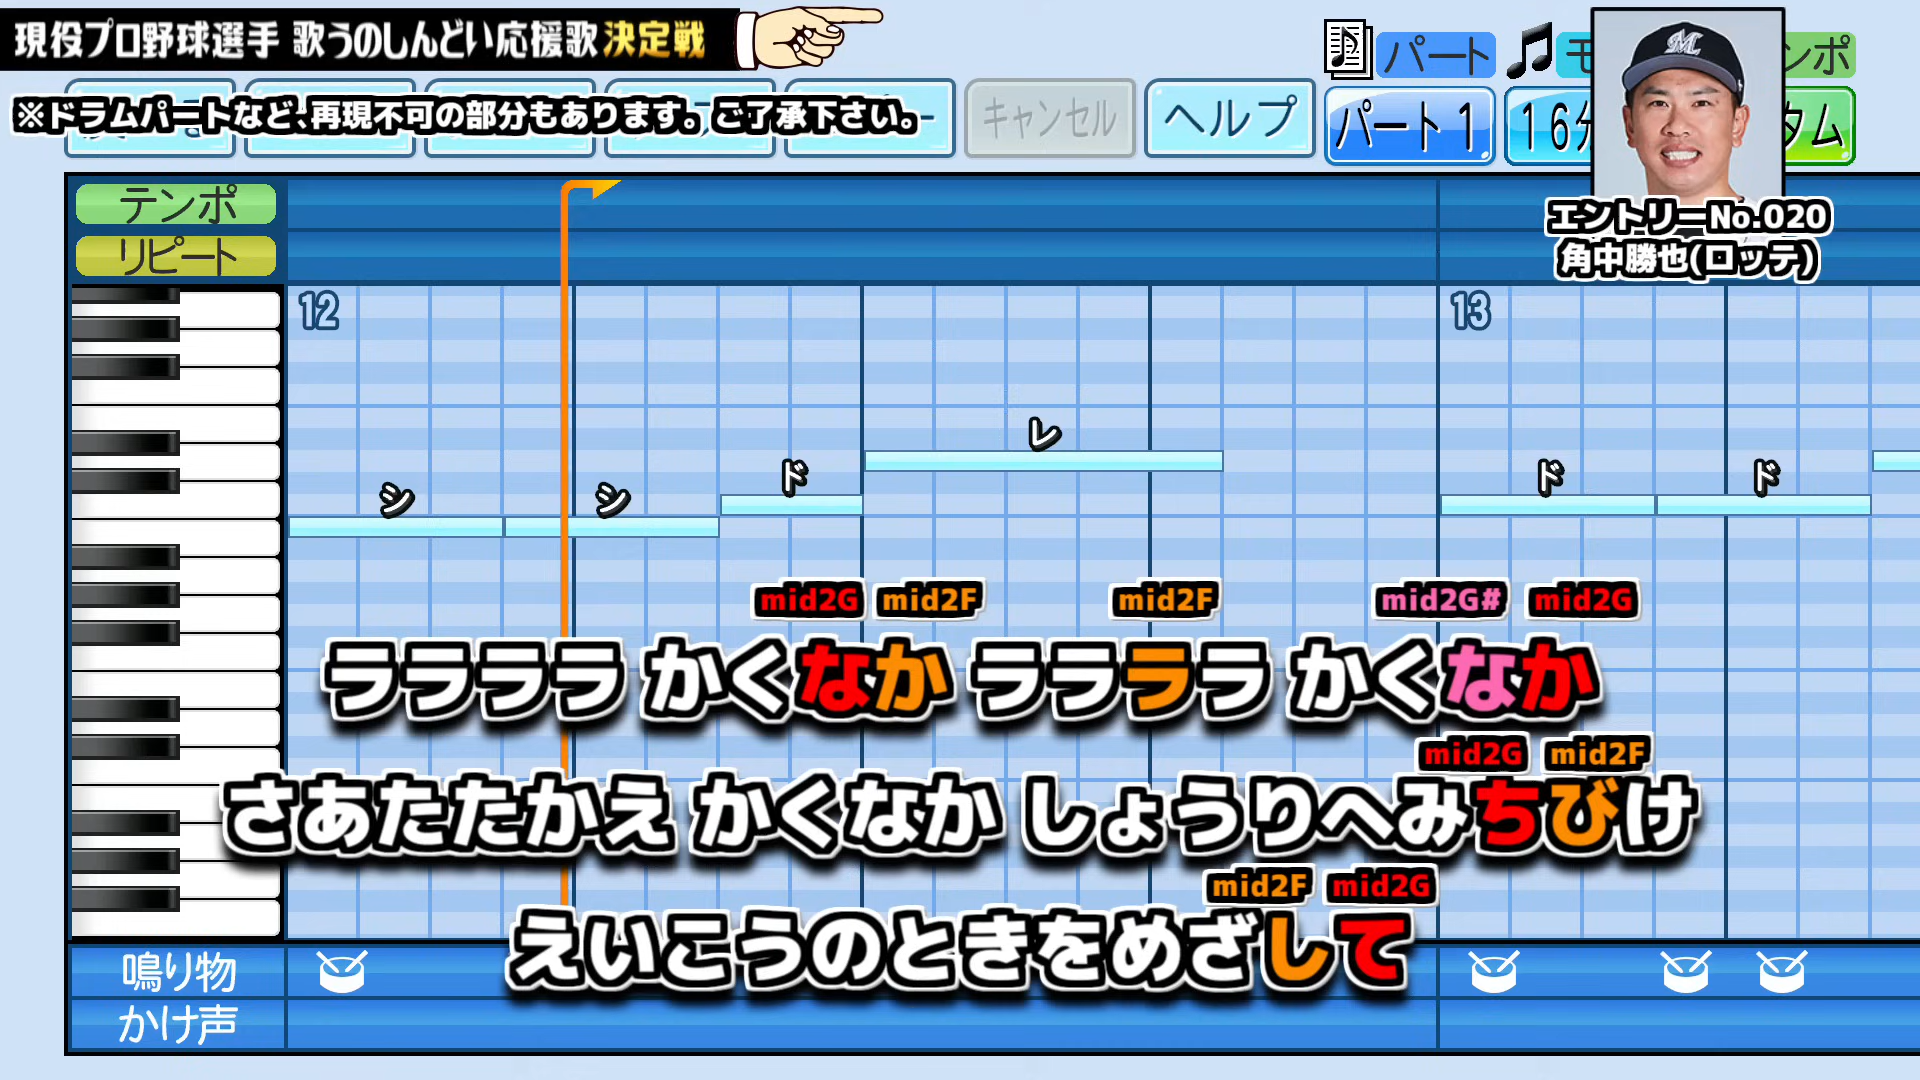 現役プロ野球選手 歌うのしんどい応援歌決定戦
※ドラムパートなど、再現不可の部分もあります。ご了承下さい。
キャンセル
ヘルプ
パート
パート1
16分
ンポ
タム
エントリーNo.020
角中勝也(ロッテ)
テンポ
リピート
12
13
シ シ ド レ ド ド
mid2G mid2F mid2F mid2G# mid2G
ララララ かくなか ララララ かくなか
mid2G mid2F
さあたたかえ かくなか しょうりへみちびけ
mid2F mid2G
えいこうのときをめざして
鳴り物
かけ声